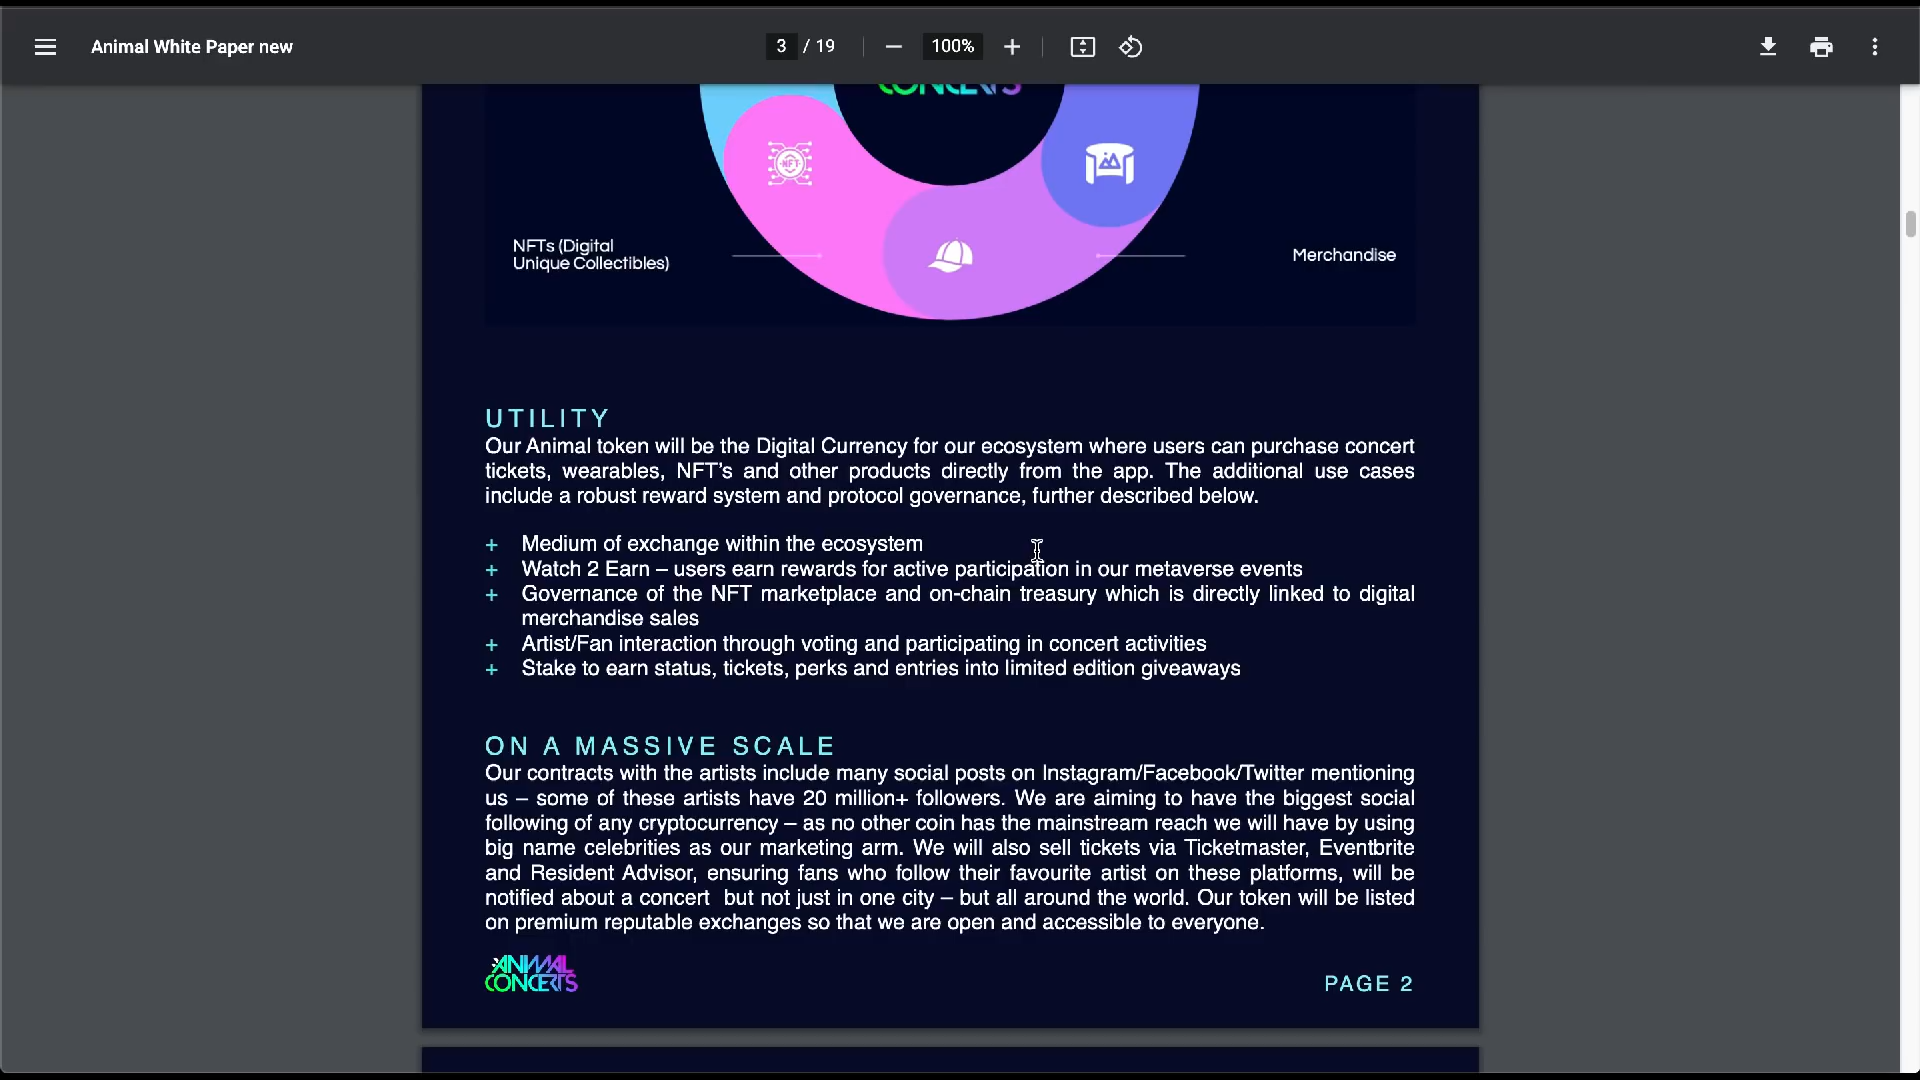 Animal White Paper new
3 / 19
100%
CONCERTS
NFT
NFTs (Digital
Unique Collectibles)
Merchandise
UTILITY
Our Animal token will be the Digital Currency for our ecosystem where users can purchase concert
tickets, wearables, NFT’s and other products directly from the app. The additional use cases
include a robust reward system and protocol governance, further described below.
+ Medium of exchange within the ecosystem
+ Watch 2 Earn – users earn rewards for active participation in our metaverse events
+ Governance of the NFT marketplace and on-chain treasury which is directly linked to digital
merchandise sales
+ Artist/Fan interaction through voting and participating in concert activities
+ Stake to earn status, tickets, perks and entries into limited edition giveaways
ON A MASSIVE SCALE
Our contracts with the artists include many social posts on Instagram/Facebook/Twitter mentioning
us – some of these artists have 20 million+ followers. We are aiming to have the biggest social
following of any cryptocurrency – as no other coin has the mainstream reach we will have by using
big name celebrities as our marketing arm. We will also sell tickets via Ticketmaster, Eventbrite
and Resident Advisor, ensuring fans who follow their favourite artist on these platforms, will be
notified about a concert  but not just in one city – but all around the world. Our token will be listed
on premium reputable exchanges so that we are open and accessible to everyone.
ANIMAL
CONCERTS
PAGE 2